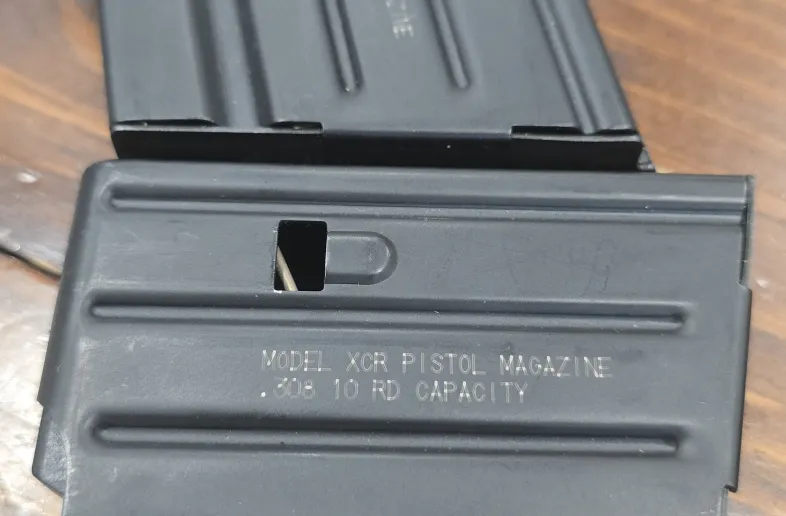 MODEL XCR PISTOL MAGAZINE
.308 10 RD CAPACITY